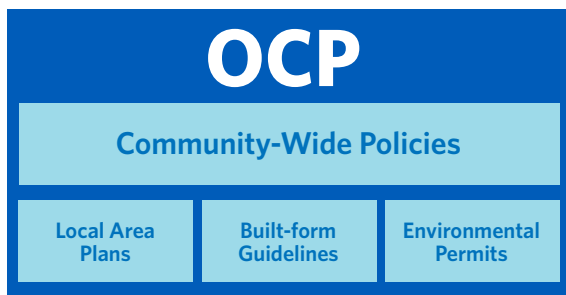 OCP
Community-Wide Policies
Local Area
Plans
Built-form
Guidelines
Environmental
Permits